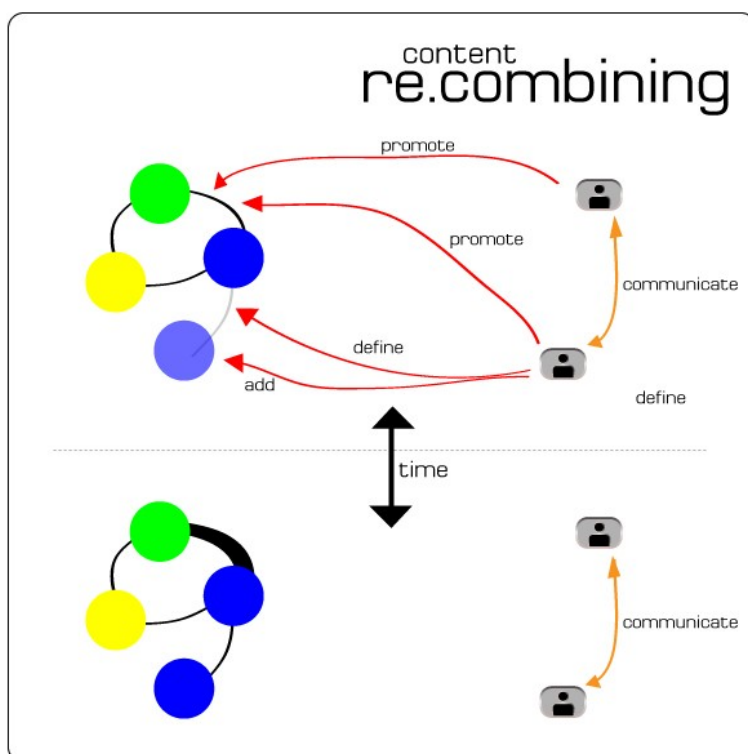 content
re.combining
promote
promote
communicate
define
add
define
time
communicate